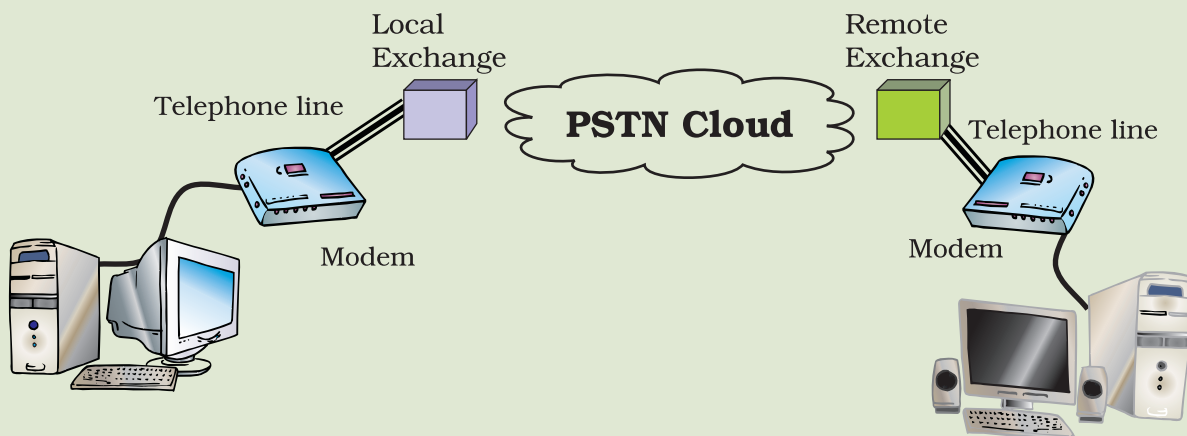 Local
Exchange
Remote
Exchange
Telephone line
PSTN Cloud
Telephone line
Modem
Modem